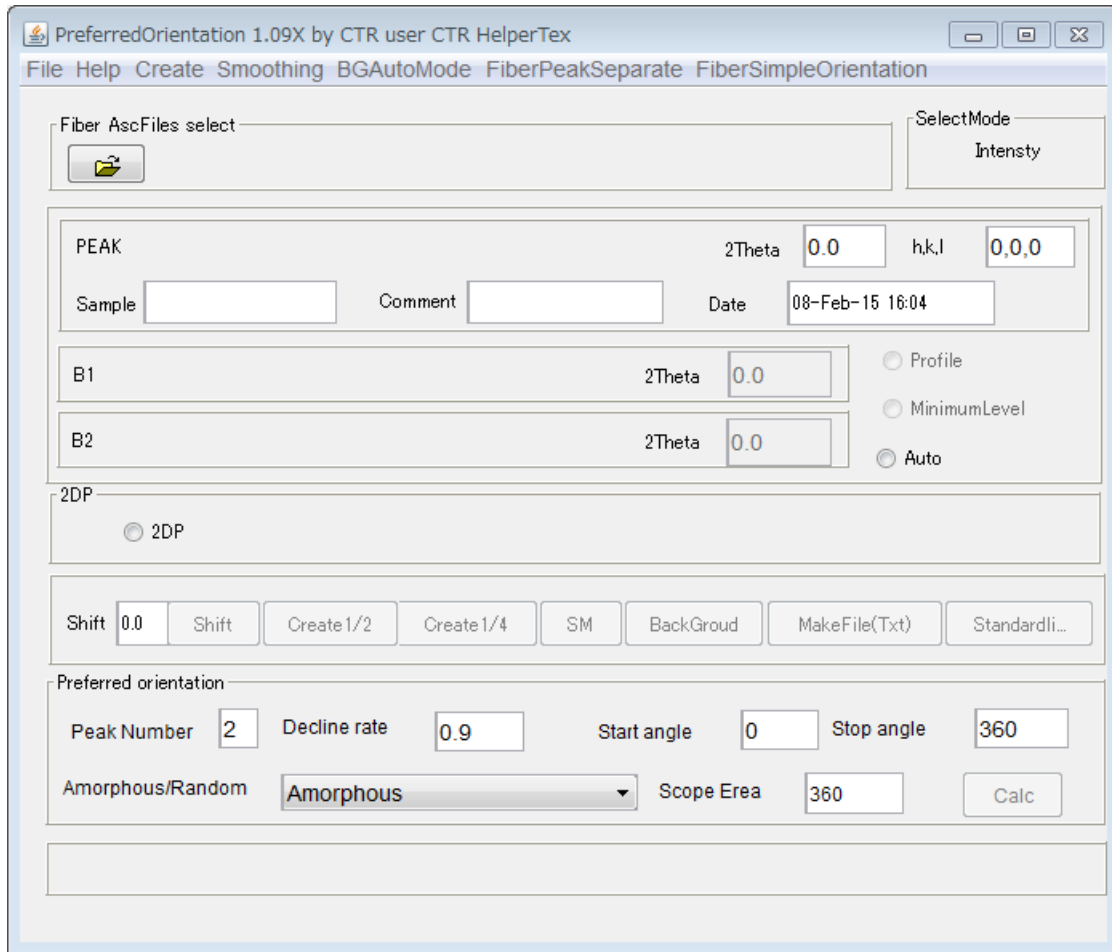 PreferredOrientation 1.09X by CTR user CTR HelperTex
File Help Create Smoothing BGAutoMode FiberPeakSeparate FiberSimpleOrientation
Fiber AscFiles select
SelectMode
Intensty
PEAK 2Theta 0.0 h,k,l 0,0,0
Sample Comment Date 08-Feb-15 16:04
B1 2Theta 0.0
Profile
MinimumLevel
B2 2Theta 0.0
Auto
2DP
2DP
Shift 0.0 Shift Create1/2 Create1/4 SM BackGroud MakeFile(Txt) Standardli...
Preferred orientation
Peak Number 2 Decline rate 0.9 Start angle 0 Stop angle 360
Amorphous/Random Amorphous Scope Erea 360 Calc